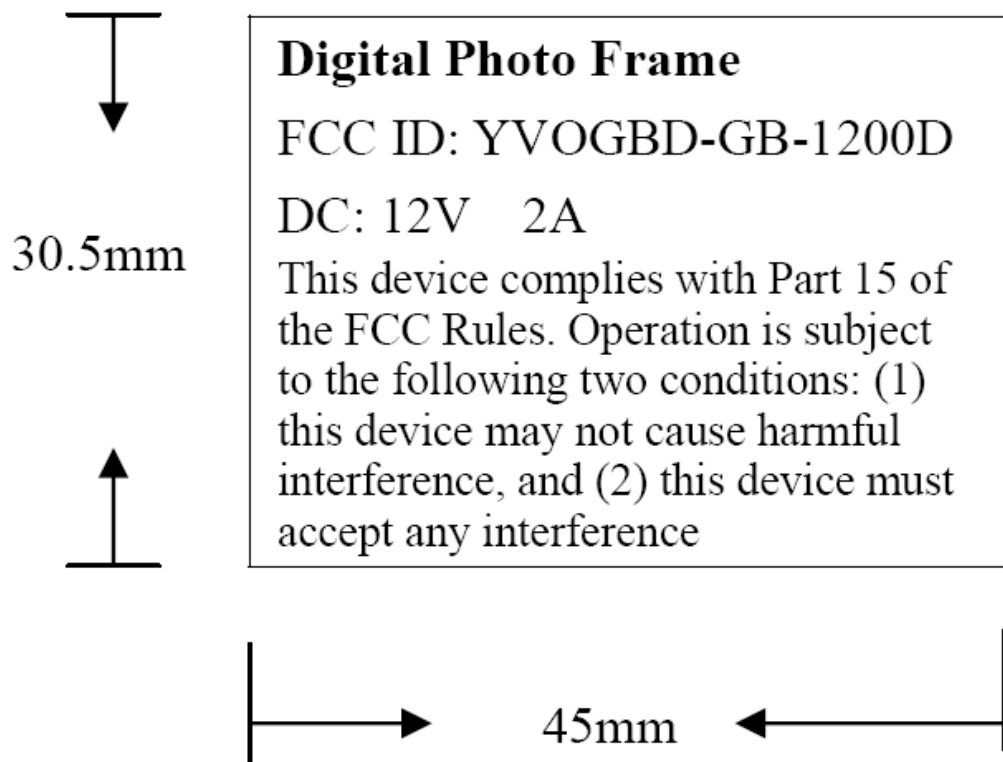 Digital Photo Frame
FCC ID: YVOGBD-GB-1200D
DC: 12V 2A
30.5mm
This device complies with Part 15 of
the FCC Rules. Operation is subject
to the following two conditions: (1)
this device may not cause harmful
interference, and (2) this device must
accept any interference
45mm